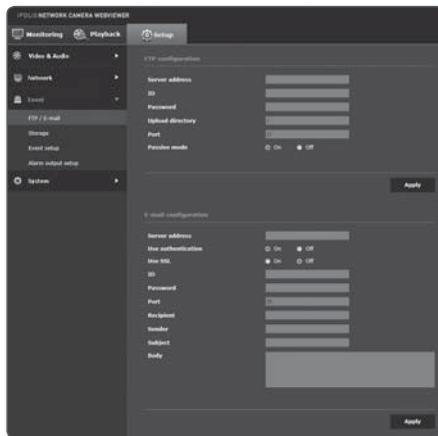 iPOLiS NETWORK CAMERA WEBVIEWER
Monitoring Playback Setup
Video & Audio
Network
Event
FTP / E-mail
Storage
Event setup
Alarm output setup
System
FTP configuration
Server address
ID
Password
Upload directory
Port
Passive mode On Off
Apply
E-mail configuration
Server address
Use authentication On Off
Use SSL On Off
ID
Password
Port
Recipient
Sender
Subject
Body
Apply